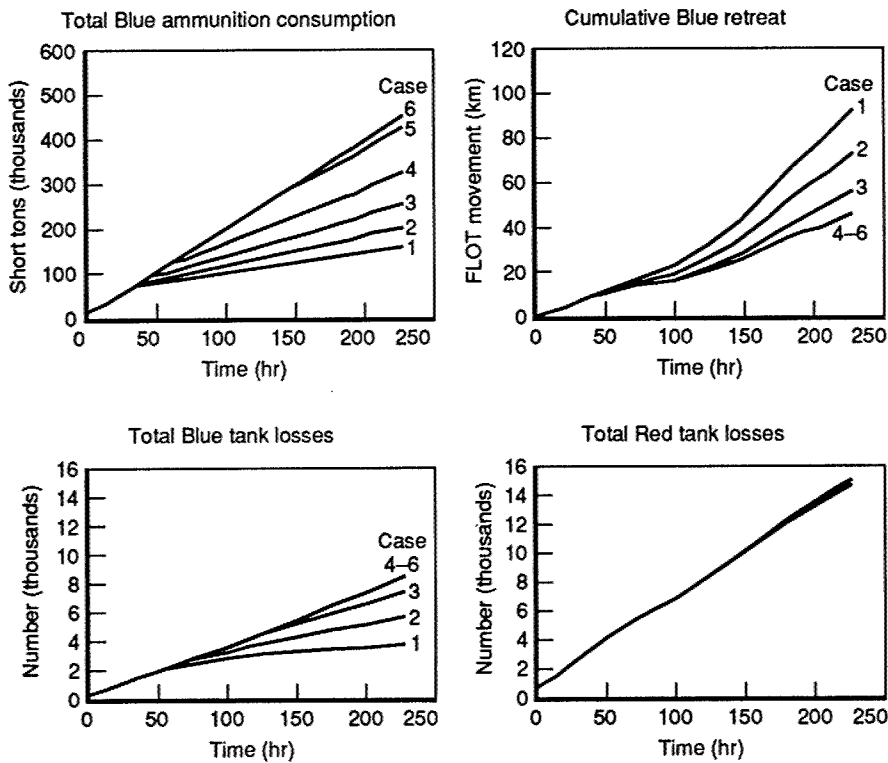 Total Blue ammunition consumption
600
500
400
300
200
100
0
Short tons (thousands)
Case
6
5
4
3
2
1
0 50 100 150 200 250
Time (hr)
Cumulative Blue retreat
120
100
80
60
40
20
0
FLOT movement (km)
Case
1
2
3
4–6
0 50 100 150 200 250
Time (hr)
Total Blue tank losses
16
14
12
10
8
6
4
2
0
Number (thousands)
Case
4–6
3
2
1
0 50 100 150 200 250
Time (hr)
Total Red tank losses
16
14
12
10
8
6
4
2
0
Number (thousands)
0 50 100 150 200 250
Time (hr)